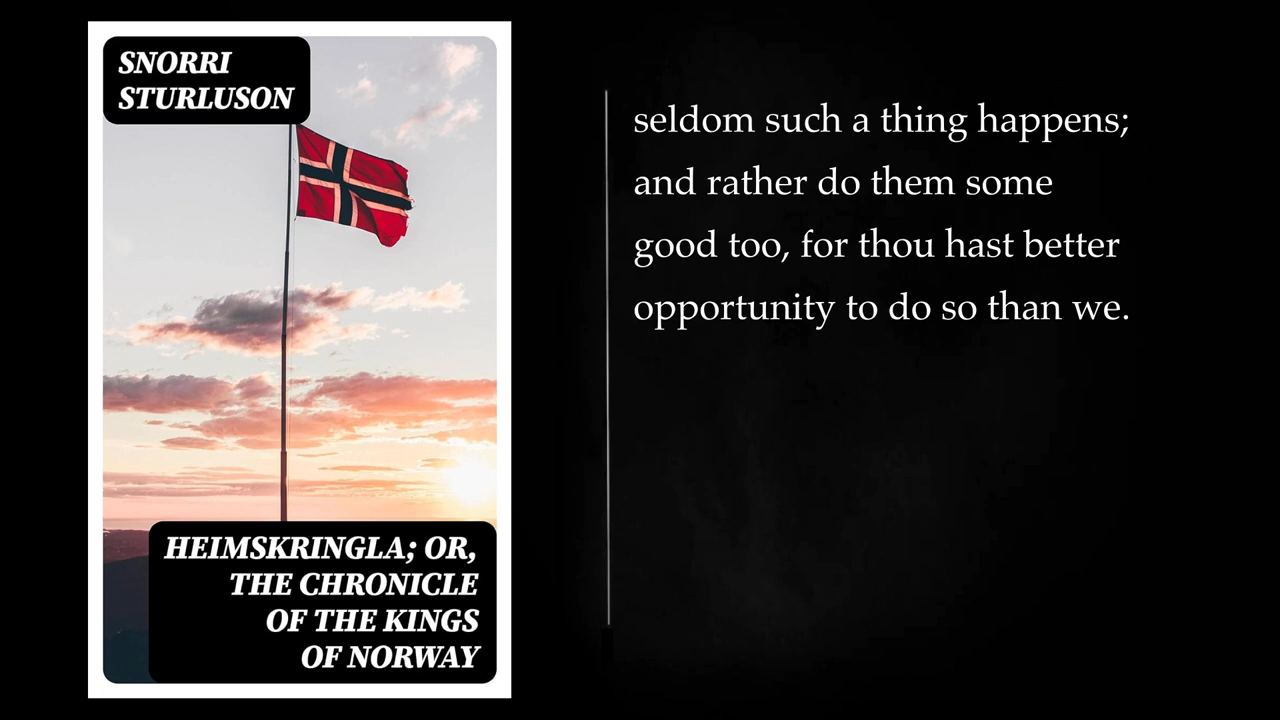 SNORRI
STURLUSON
HEIMSKRINGLA; OR,
THE CHRONICLE
OF THE KINGS
OF NORWAY
seldom such a thing happens;
and rather do them some
good too, for thou hast better
opportunity to do so than we.